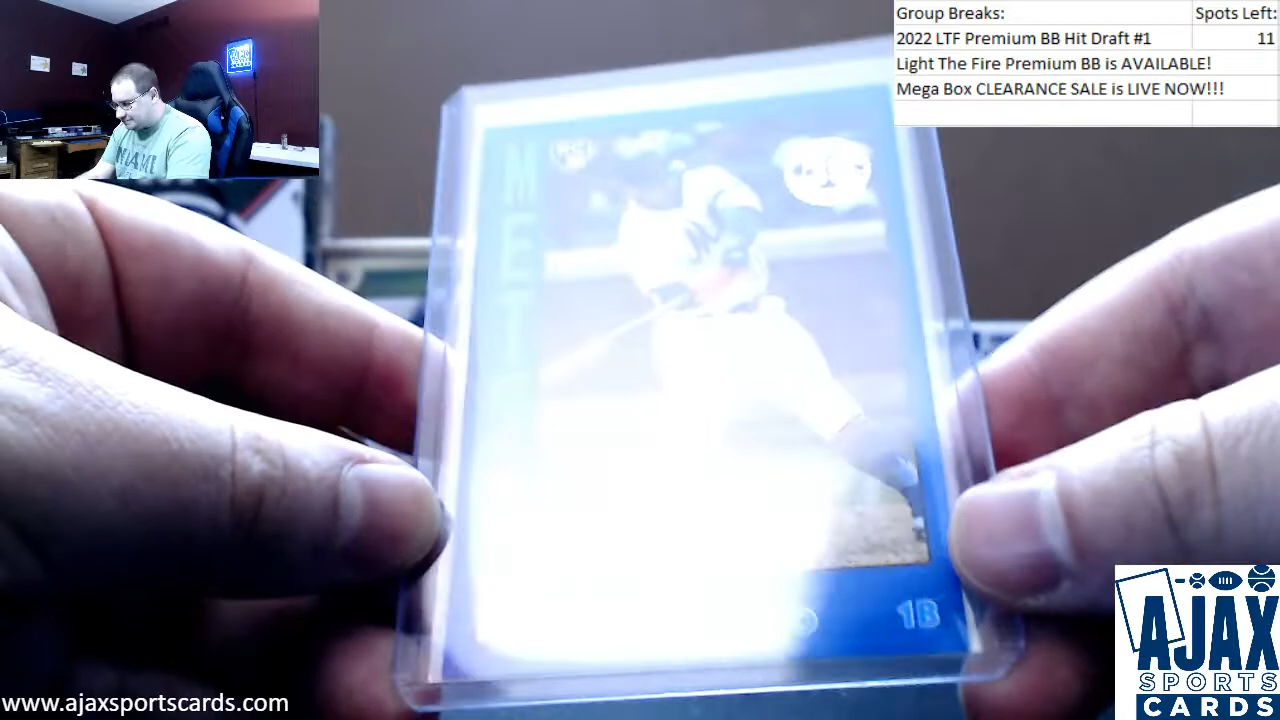 Group Breaks: Spots Left:
2022 LTF Premium BB Hit Draft #1 11
Light The Fire Premium BB is AVAILABLE!
Mega Box CLEARANCE SALE is LIVE NOW!!!
MIAMI
METS
1B
AJAX
SPORTS
CARDS
www.ajaxsportscards.com